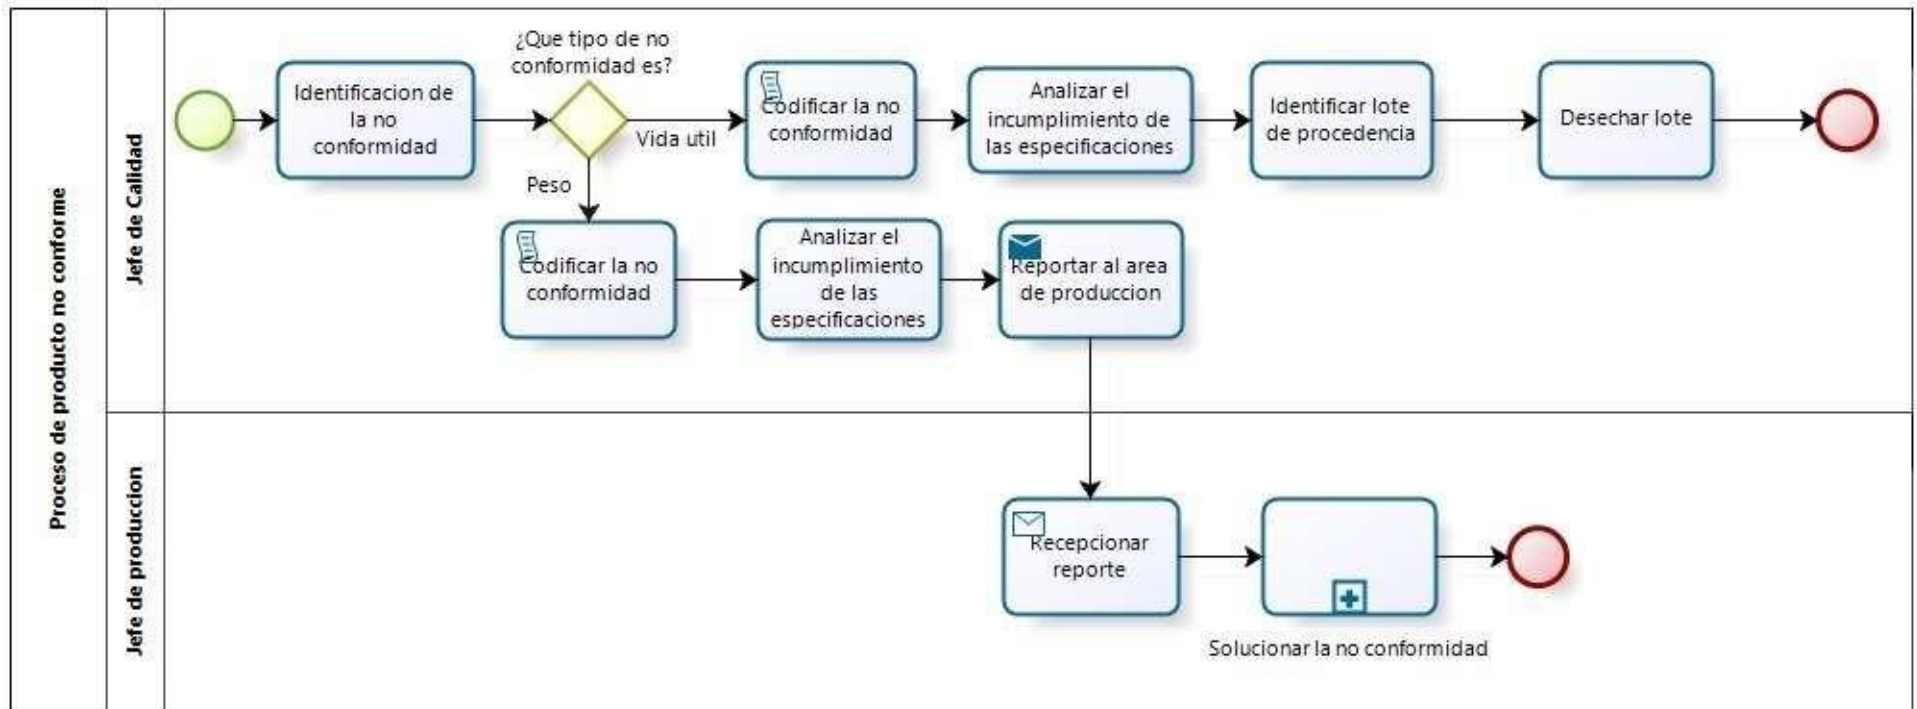 Proceso de producto no conforme
Jefe de Calidad
¿Que tipo de no
conformidad es?
Identificacion de
la no
conformidad
Vida util
Codificar la no
conformidad
Analizar el
incumplimiento de
las especificaciones
Identificar lote
de procedencia
Desechar lote
Peso
Codificar la no
conformidad
Analizar el
incumplimiento
de las
especificaciones
Reportar al area
de produccion
Jefe de produccion
Recepcionar
reporte
Solucionar la no conformidad